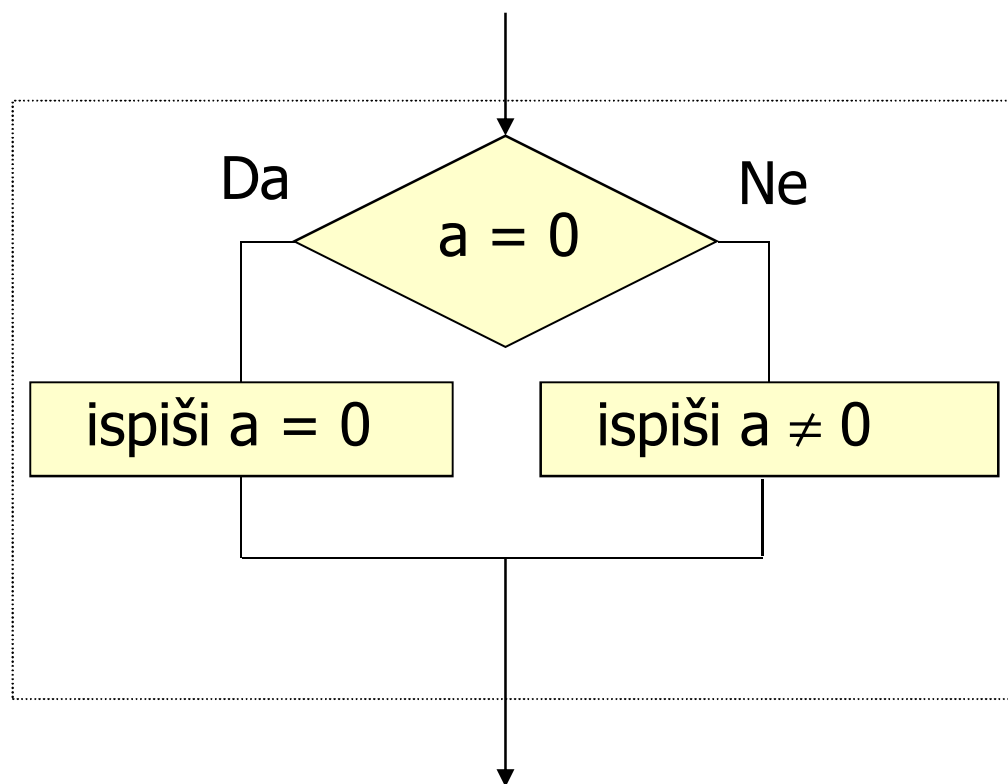 Da
Ne
a = 0
ispiši a = 0
ispiši a ≠ 0